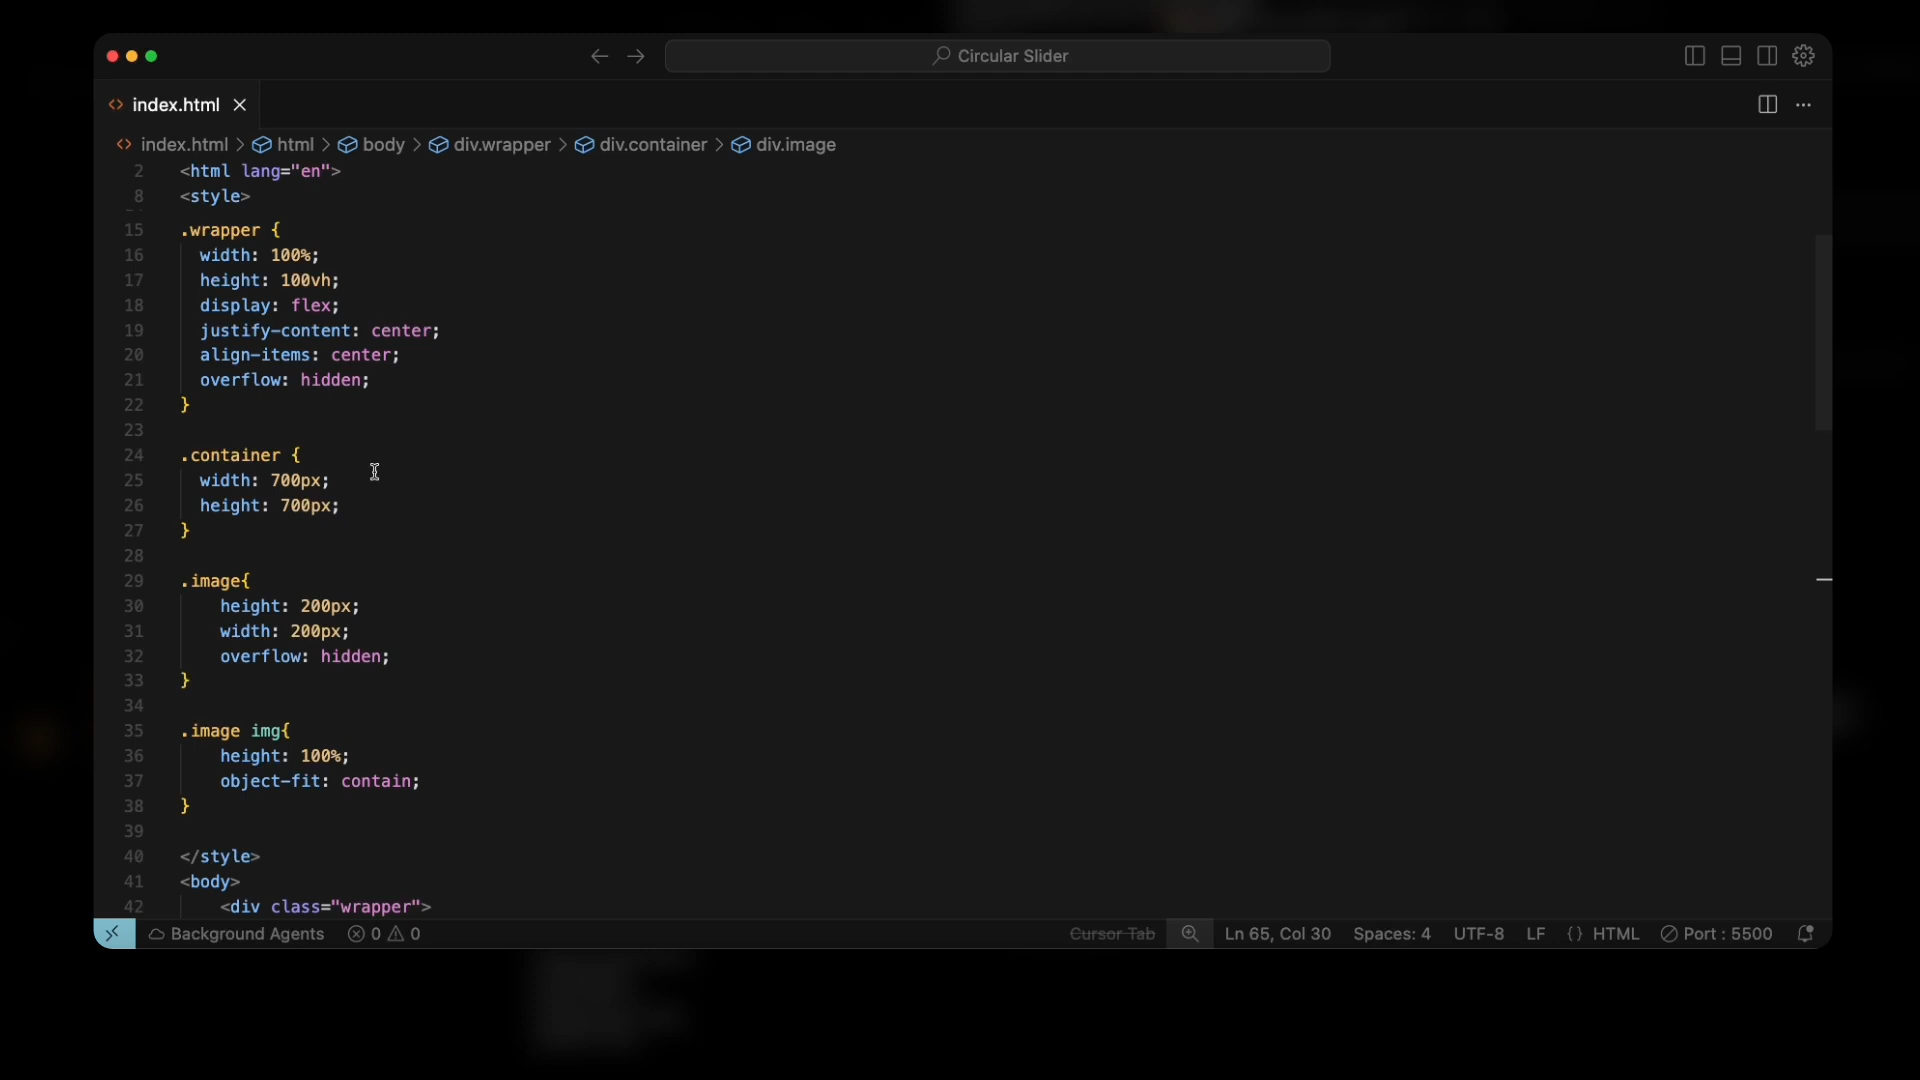 Circular Slider
index.html
index.html > html > body > div.wrapper > div.container > div.image
2 <html lang="en">
8 <style>
15 .wrapper {
16 width: 100%;
17 height: 100vh;
18 display: flex;
19 justify-content: center;
20 align-items: center;
21 overflow: hidden;
22 }
23
24 .container {
25 width: 700px;
26 height: 700px;
27 }
28
29 .image{
30 height: 200px;
31 width: 200px;
32 overflow: hidden;
33 }
34
35 .image img{
36 height: 100%;
37 object-fit: contain;
38 }
39
40 </style>
41 <body>
42 <div class="wrapper">
Background Agents 0 0 Cursor Tab Ln 65, Col 30 Spaces: 4 UTF-8 LF {} HTML Port : 5500